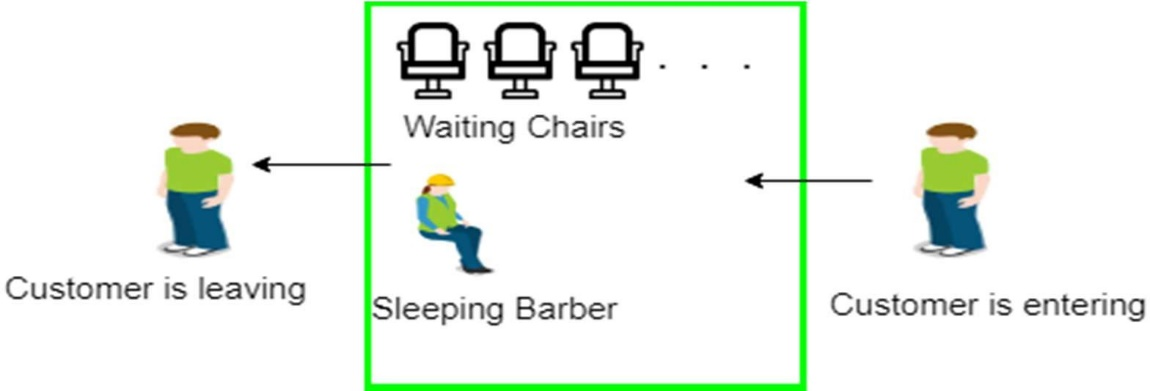 . . .
Waiting Chairs
Customer is leaving
Sleeping Barber
Customer is entering